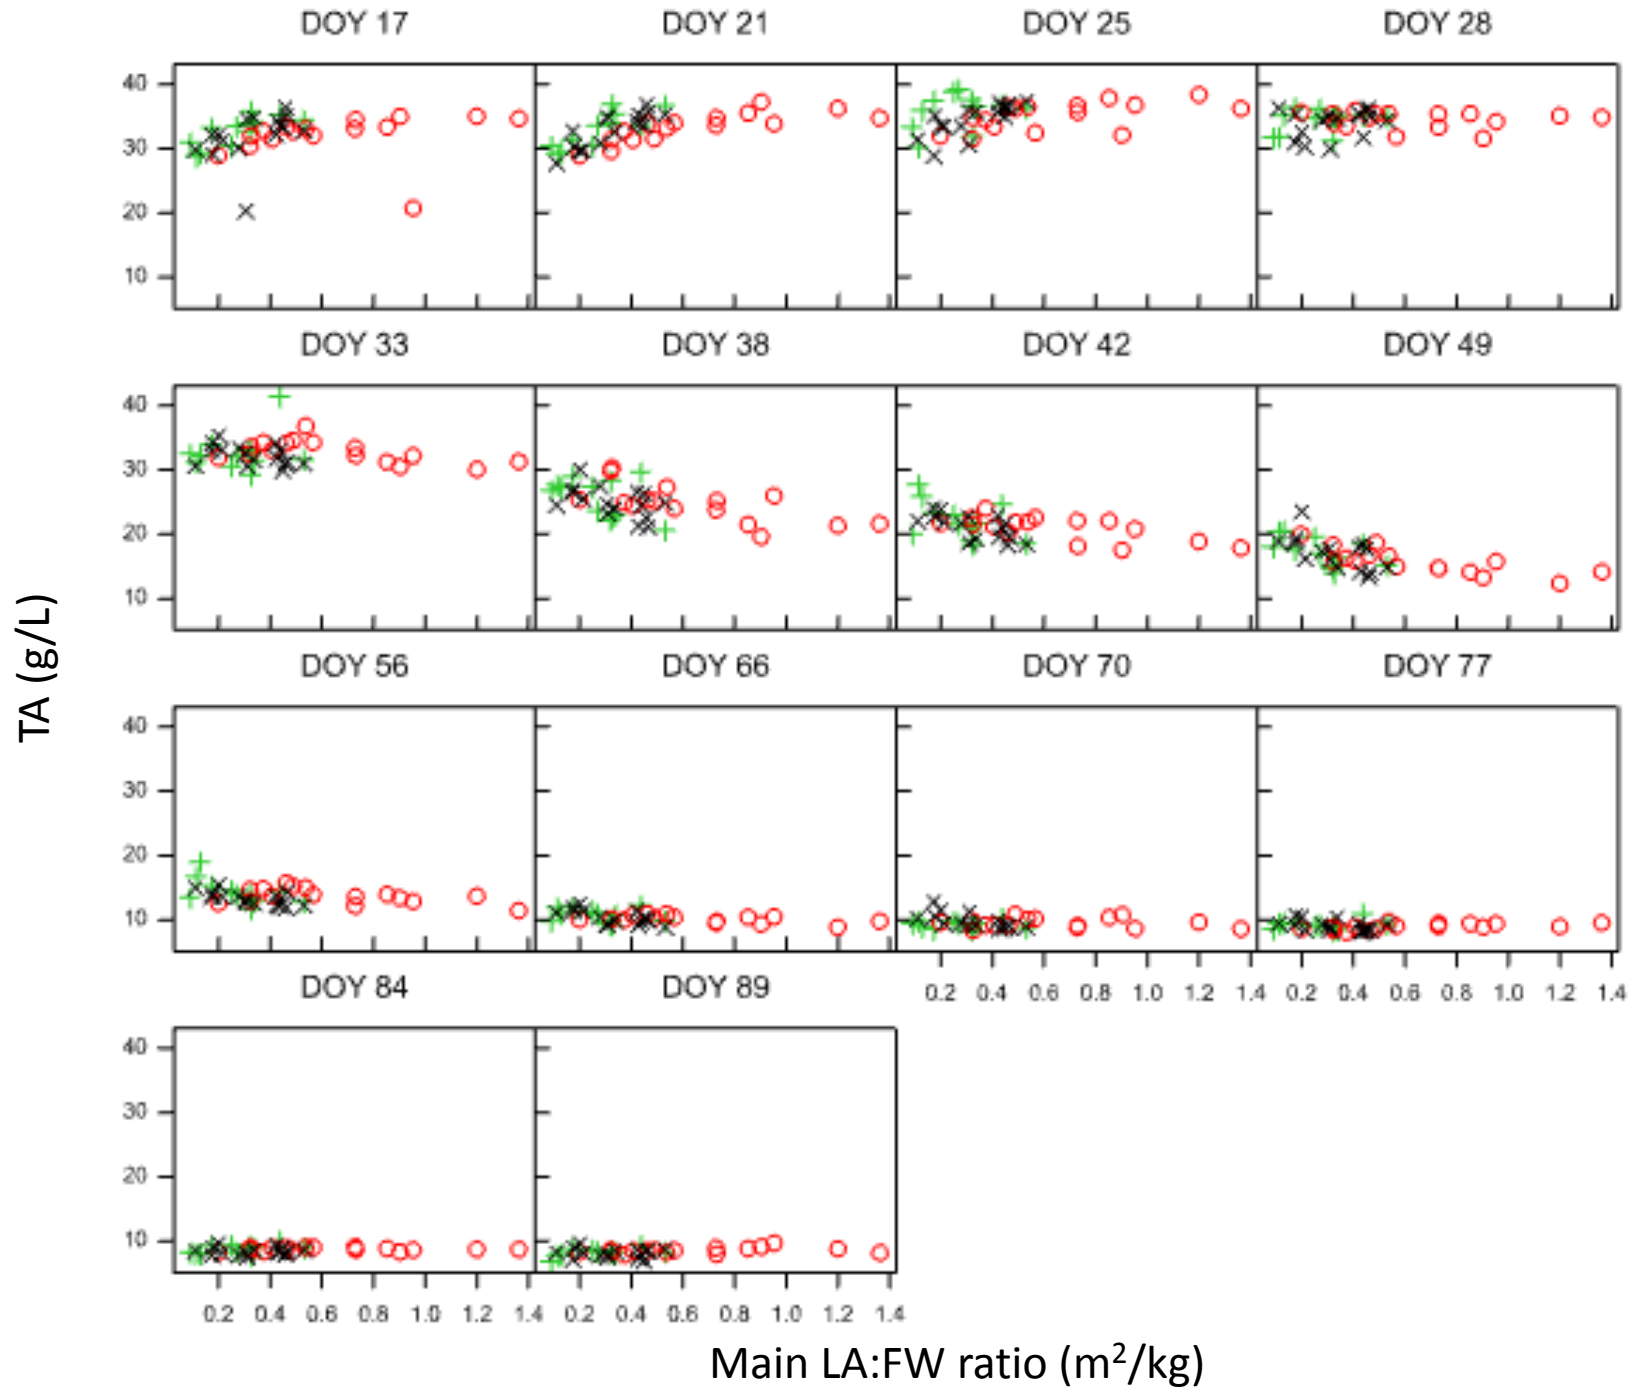 DOY 17 DOY 21 DOY 25 DOY 28
40
30
20
10
DOY 33 DOY 38 DOY 42 DOY 49
40
30
20
10
TA (g/L)
DOY 56 DOY 66 DOY 70 DOY 77
40
30
20
10
0.2 0.4 0.6 0.8 1.0 1.2 1.4 0.2 0.4 0.6 0.8 1.0 1.2 1.4
DOY 84 DOY 89
40
30
20
10
0.2 0.4 0.6 0.8 1.0 1.2 1.4 0.2 0.4 0.6 0.8 1.0 1.2 1.4
Main LA:FW ratio (m²/kg)